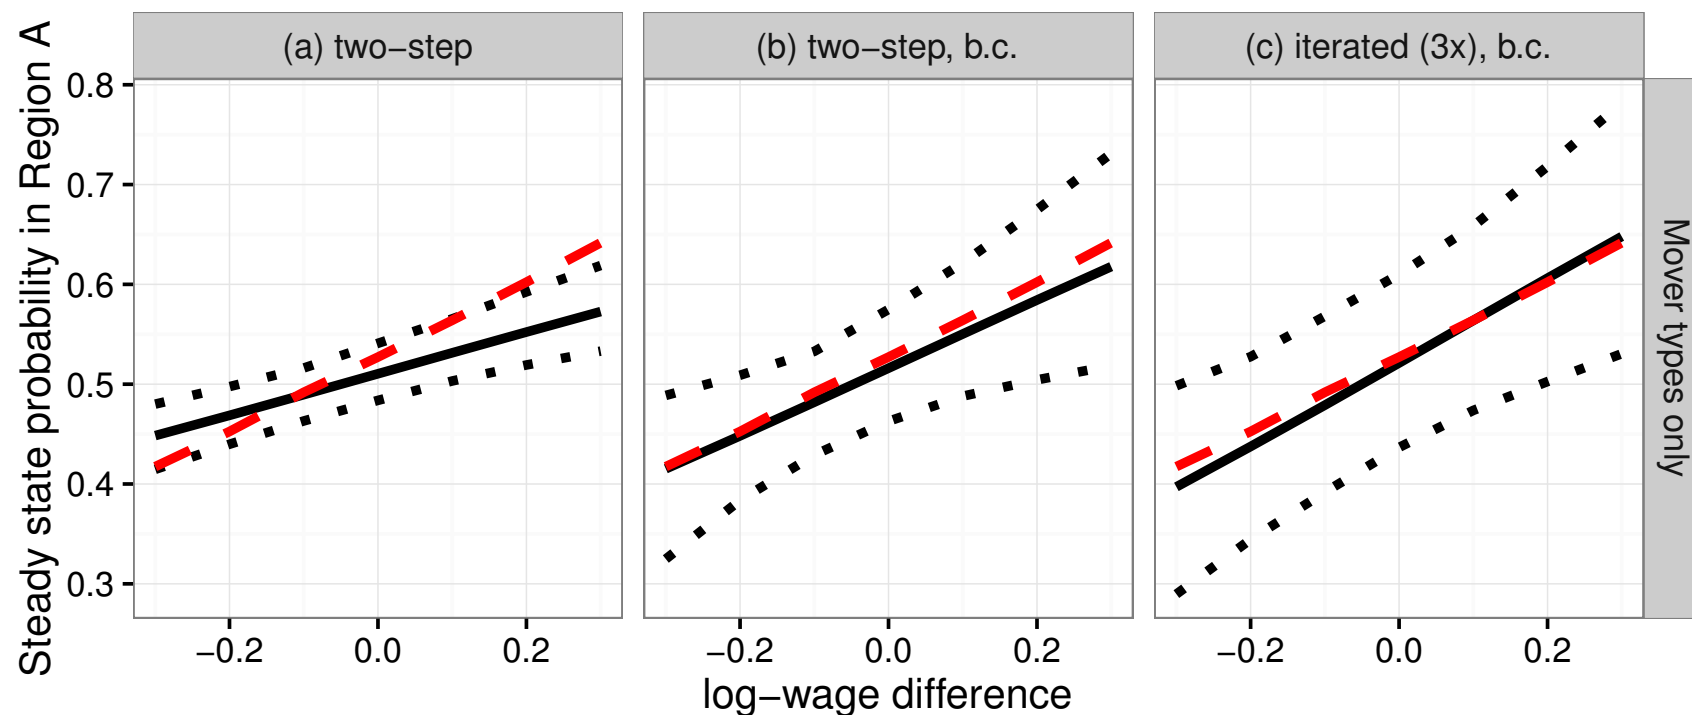 (a) two−step
(b) two−step, b.c.
(c) iterated (3x), b.c.
Steady state probability in Region A
0.8
0.7
0.6
0.5
0.4
0.3
Mover types only
−0.2 0.0 0.2
−0.2 0.0 0.2
−0.2 0.0 0.2
log−wage difference